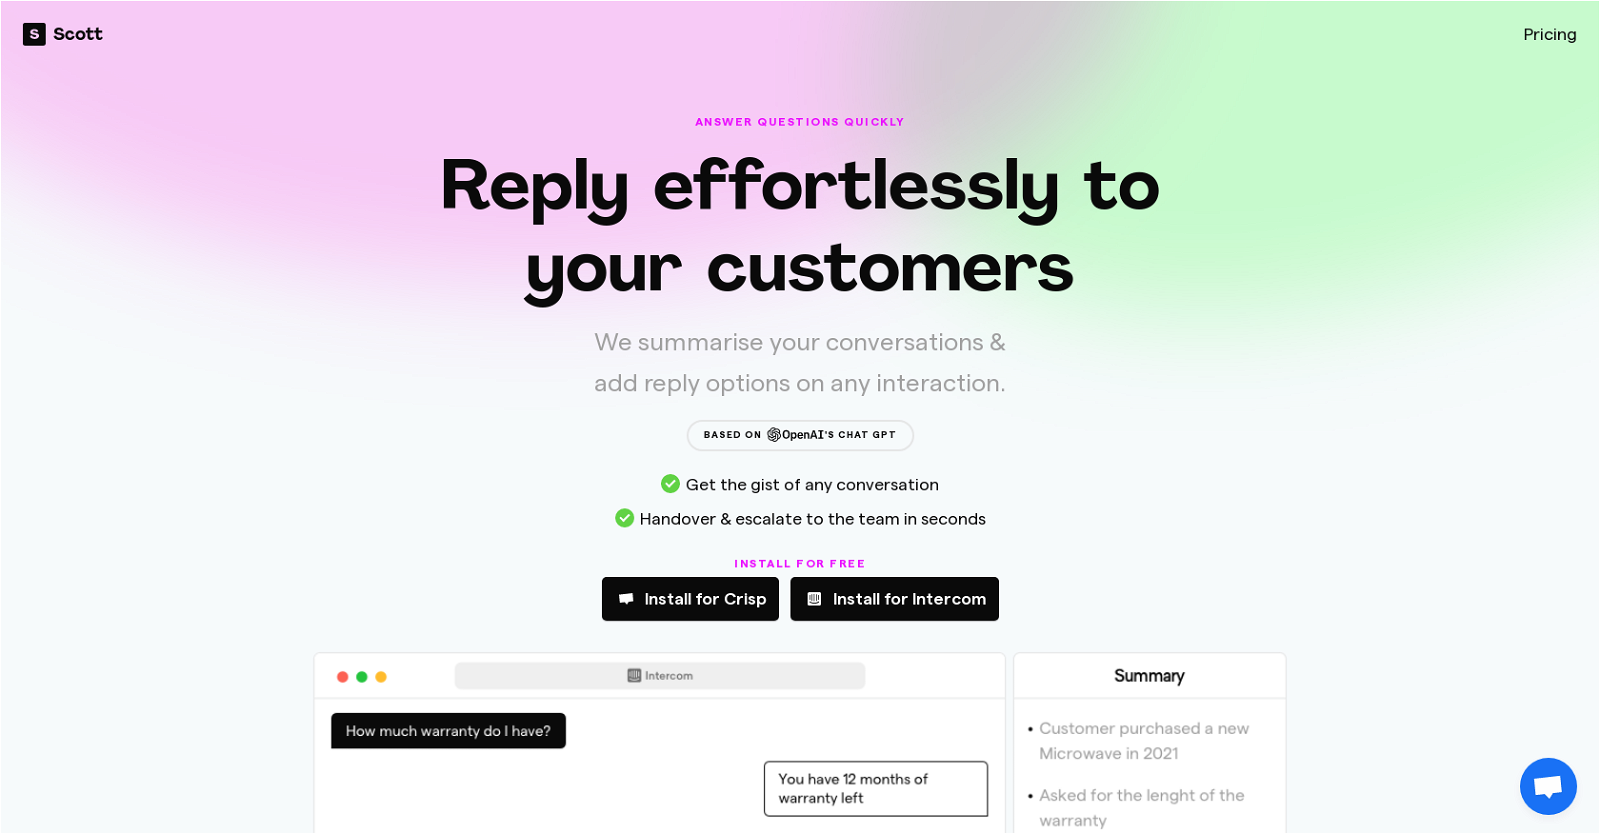 S Scott
Pricing
ANSWER QUESTIONS QUICKLY
Reply effortlessly to
your customers
We summarise your conversations &
add reply options on any interaction.
BASED ON OpenAI'S CHAT GPT
Get the gist of any conversation
Handover & escalate to the team in seconds
INSTALL FOR FREE
Install for Crisp
Install for Intercom
Intercom
How much warranty do I have?
You have 12 months of
warranty left
Summary
• Customer purchased a new
Microwave in 2021
• Asked for the lenght of the
warranty